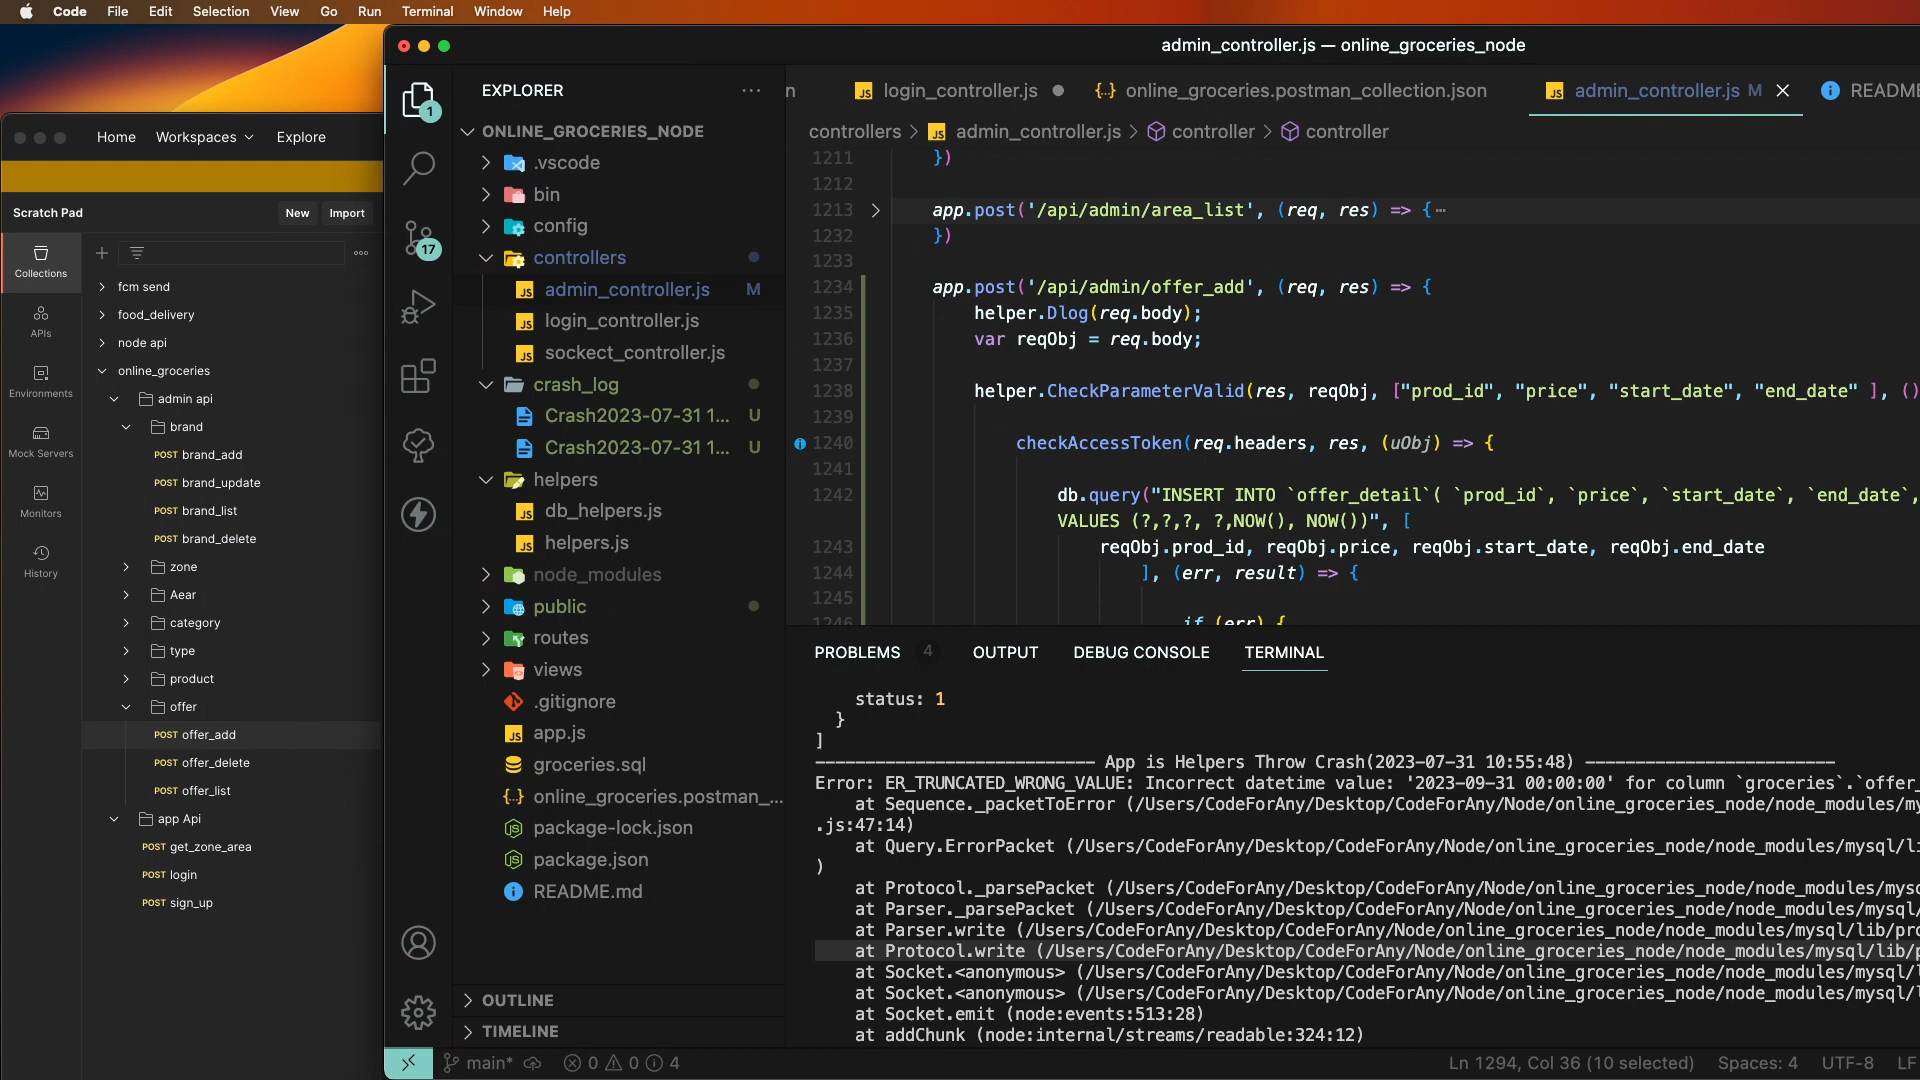 Code File Edit Selection View Go Run Terminal Window Help
admin_controller.js — online_groceries_node
Home Workspaces Explore
Scratch Pad New Import
Collections
APIs
Environments
Mock Servers
Monitors
History
fcm send
food_delivery
node api
online_groceries
admin api
brand
POST brand_add
POST brand_update
POST brand_list
POST brand_delete
zone
Aear
category
type
product
offer
POST offer_add
POST offer_delete
POST offer_list
app Api
POST get_zone_area
POST login
POST sign_up
1
17
EXPLORER
ONLINE_GROCERIES_NODE
.vscode
bin
config
controllers
admin_controller.js M
login_controller.js
sockect_controller.js
crash_log
Crash2023-07-31 1... U
Crash2023-07-31 1... U
helpers
db_helpers.js
helpers.js
node_modules
public
routes
views
.gitignore
app.js
groceries.sql
online_groceries.postman_...
package-lock.json
package.json
README.md
OUTLINE
TIMELINE
n login_controller.js online_groceries.postman_collection.json admin_controller.js M README
controllers > admin_controller.js > controller > controller
1211 })
1212
1213 app.post('/api/admin/area_list', (req, res) => {…
1232 })
1233
1234 app.post('/api/admin/offer_add', (req, res) => {
1235 helper.Dlog(req.body);
1236 var reqObj = req.body;
1237
1238 helper.CheckParameterValid(res, reqObj, ["prod_id", "price", "start_date", "end_date" ], ()
1239
1240 checkAccessToken(req.headers, res, (uObj) => {
1241
1242 db.query("INSERT INTO `offer_detail`( `prod_id`, `price`, `start_date`, `end_date`,
VALUES (?,?,?, ?,NOW(), NOW())", [
1243 reqObj.prod_id, reqObj.price, reqObj.start_date, reqObj.end_date
1244 ], (err, result) => {
1245
1246 if (err) {
PROBLEMS 4 OUTPUT DEBUG CONSOLE TERMINAL
status: 1
}
]
---------------------------- App is Helpers Throw Crash(2023-07-31 10:55:48) -------------------------
Error: ER_TRUNCATED_WRONG_VALUE: Incorrect datetime value: '2023-09-31 00:00:00' for column `groceries`.`offer_
at Sequence._packetToError (/Users/CodeForAny/Desktop/CodeForAny/Node/online_groceries_node/node_modules/my
.js:47:14)
at Query.ErrorPacket (/Users/CodeForAny/Desktop/CodeForAny/Node/online_groceries_node/node_modules/mysql/li
)
at Protocol._parsePacket (/Users/CodeForAny/Desktop/CodeForAny/Node/online_groceries_node/node_modules/mysq
at Parser._parsePacket (/Users/CodeForAny/Desktop/CodeForAny/Node/online_groceries_node/node_modules/mysql/
at Parser.write (/Users/CodeForAny/Desktop/CodeForAny/Node/online_groceries_node/node_modules/mysql/lib/pro
at Protocol.write (/Users/CodeForAny/Desktop/CodeForAny/Node/online_groceries_node/node_modules/mysql/lib/p
at Socket.<anonymous> (/Users/CodeForAny/Desktop/CodeForAny/Node/online_groceries_node/node_modules/mysql/l
at Socket.<anonymous> (/Users/CodeForAny/Desktop/CodeForAny/Node/online_groceries_node/node_modules/mysql/l
at Socket.emit (node:events:513:28)
at addChunk (node:internal/streams/readable:324:12)
main* 0 0 4 Ln 1294, Col 36 (10 selected) Spaces: 4 UTF-8 LF